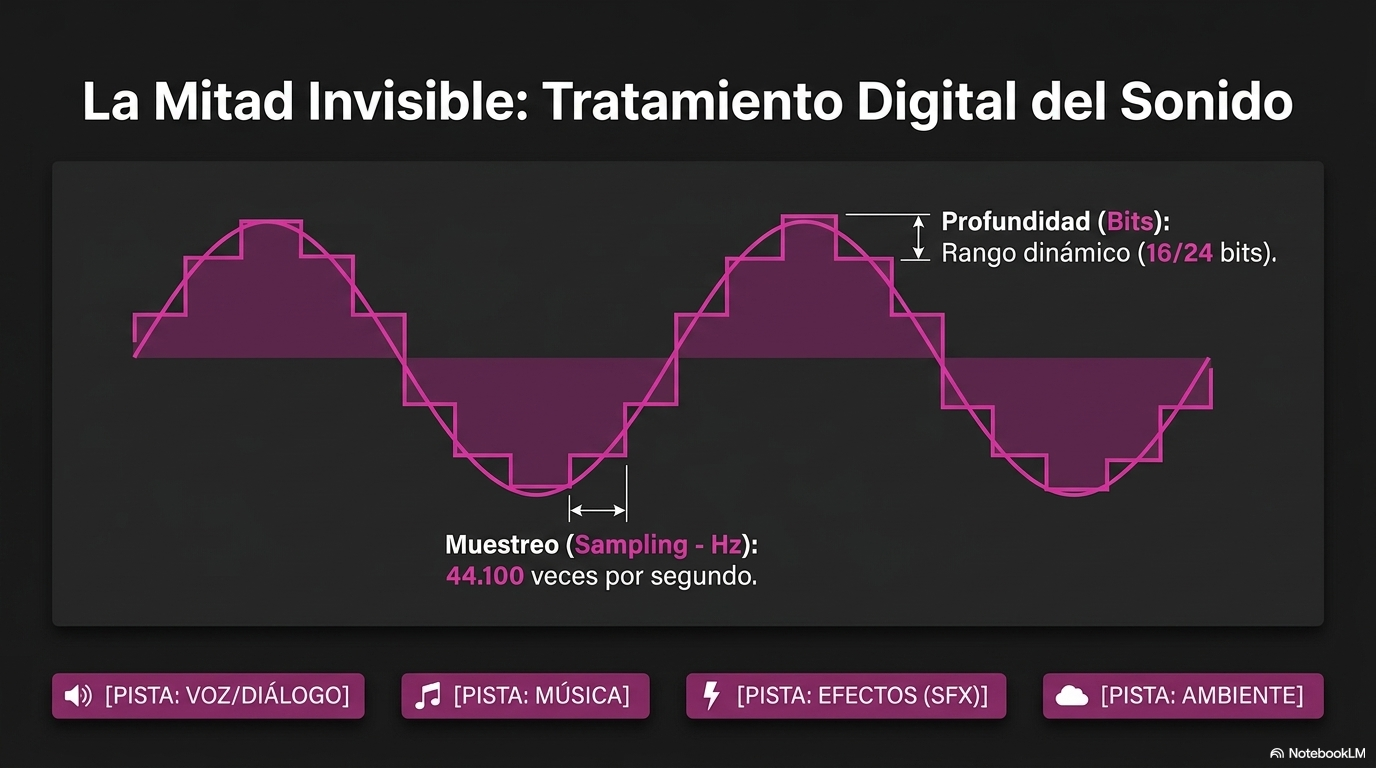 La Mitad Invisible: Tratamiento Digital del Sonido
Profundidad (Bits):
Rango dinámico (16/24 bits).
Muestreo (Sampling - Hz):
44.100 veces por segundo.
[PISTA: VOZ/DIÁLOGO]
[PISTA: MÚSICA]
[PISTA: EFECTOS (SFX)]
[PISTA: AMBIENTE]
NotebookLM